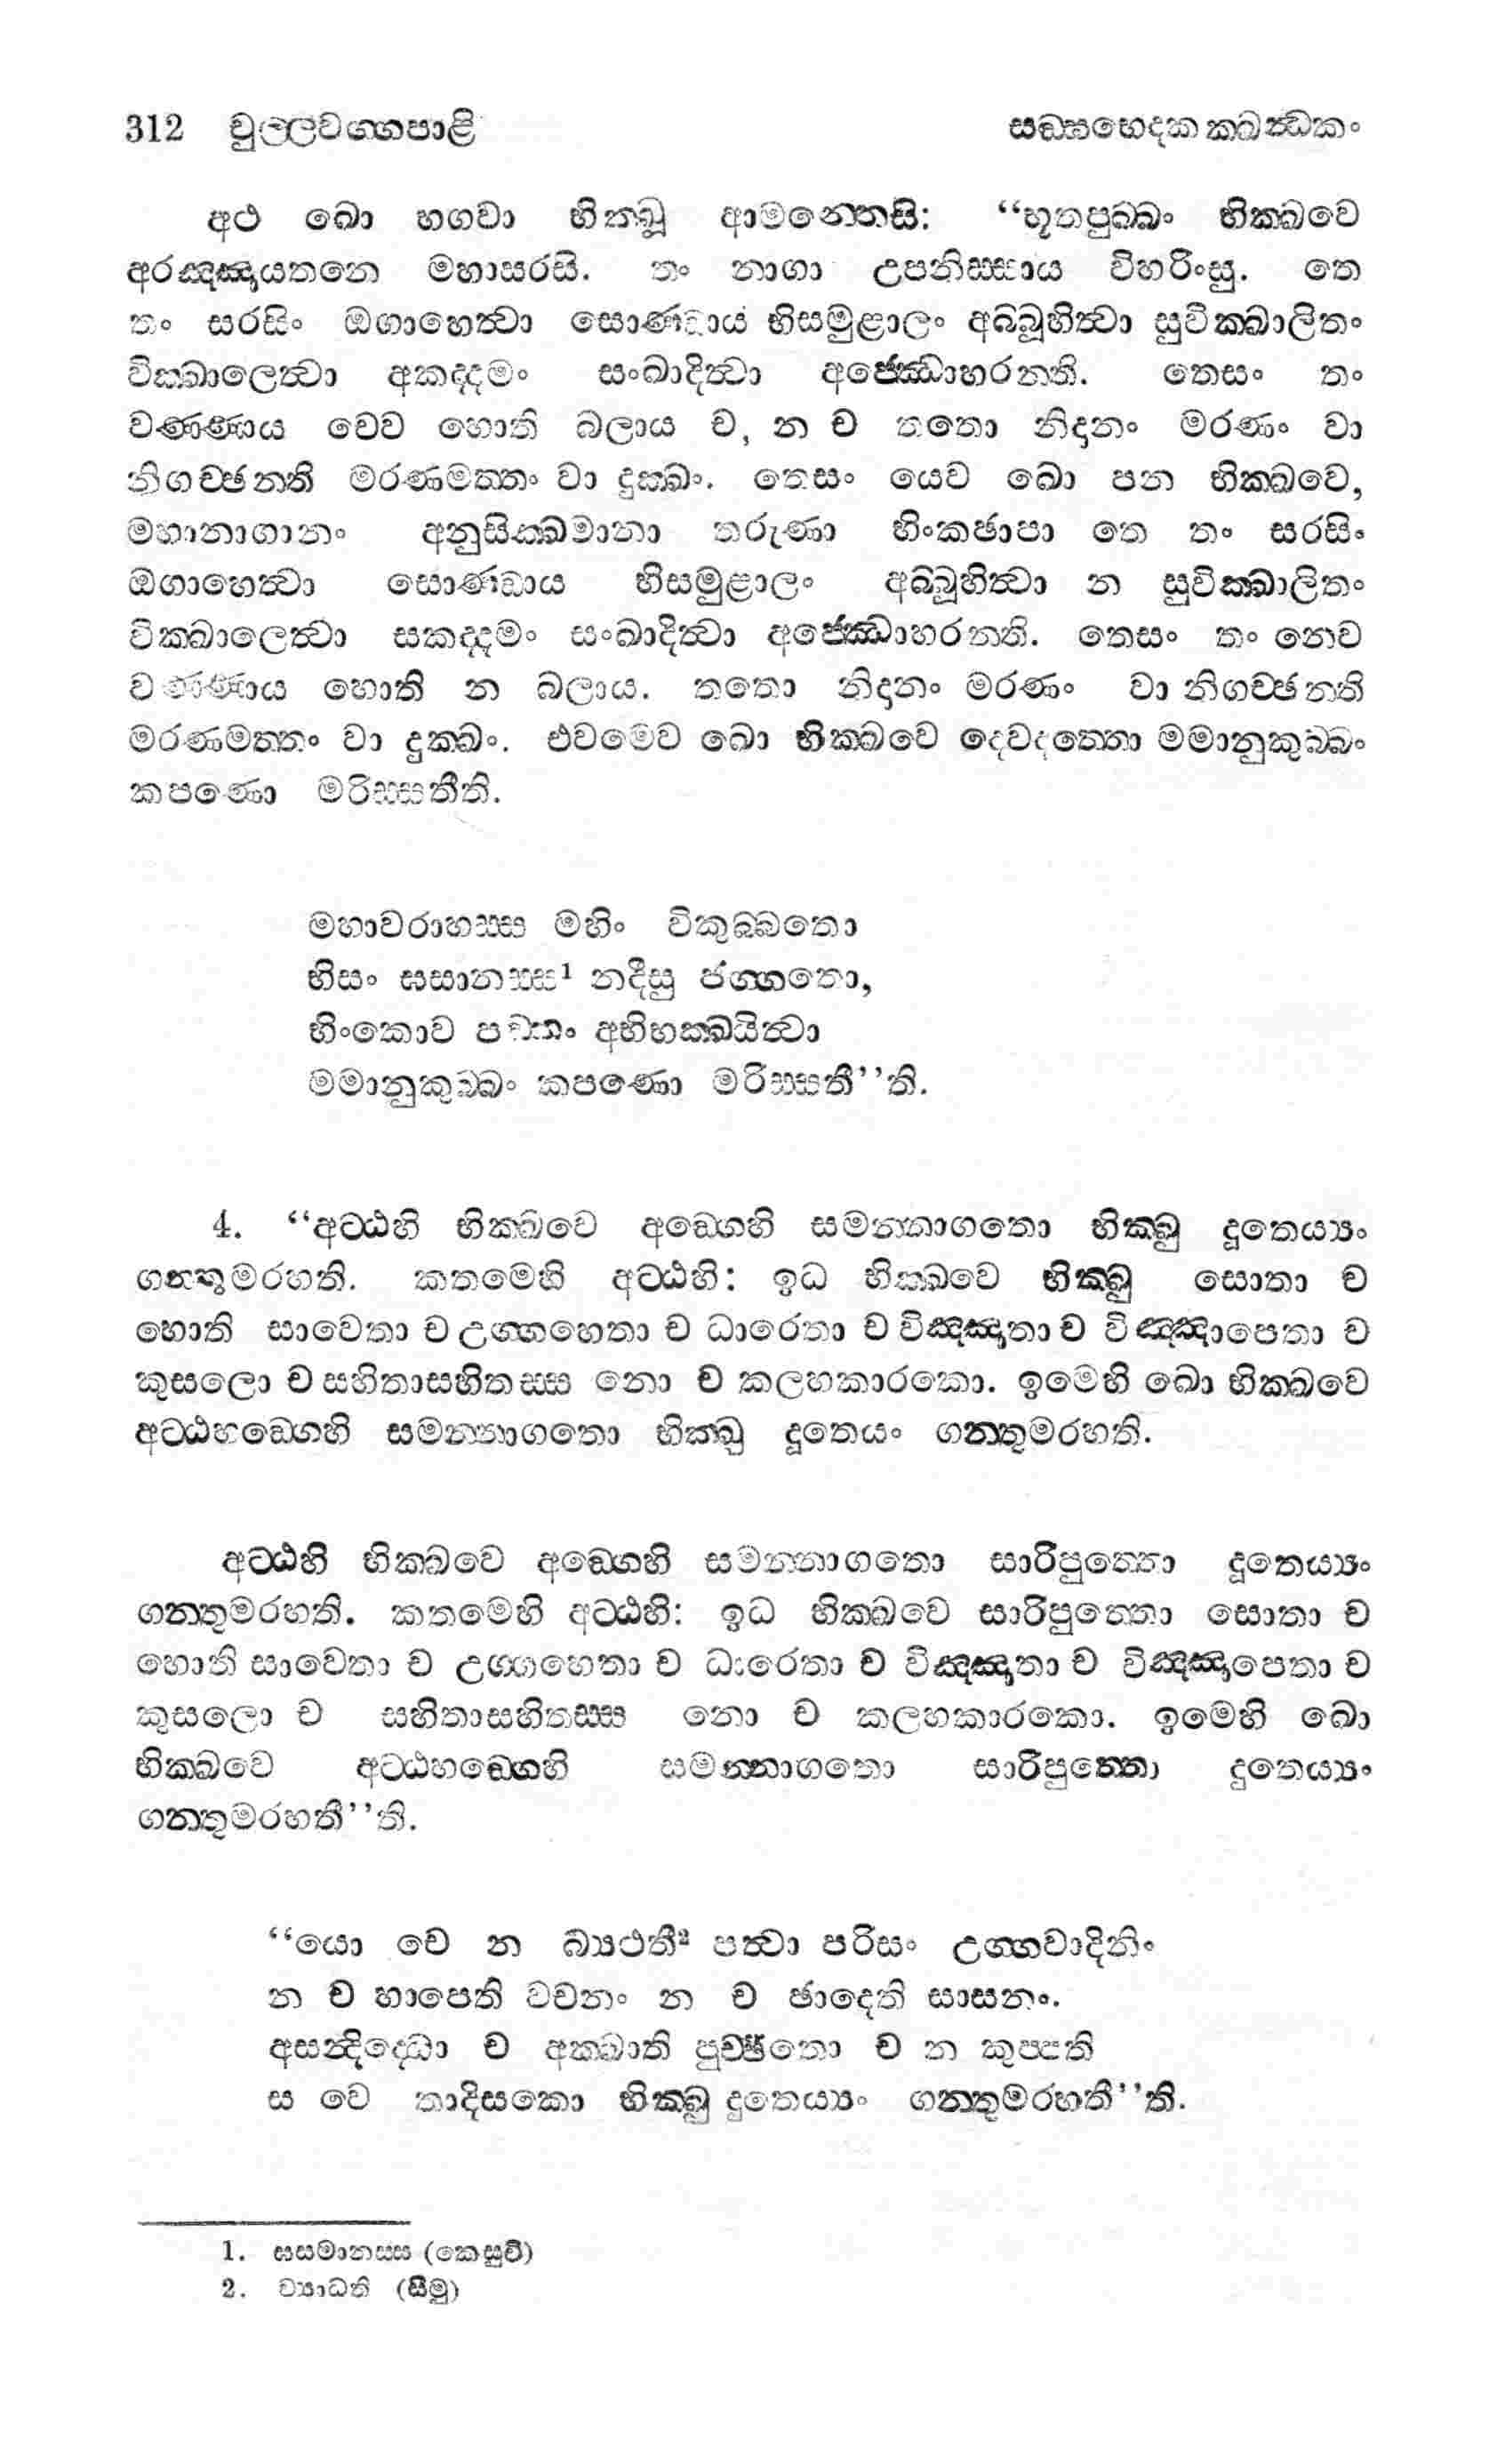 312 චුල්ලවග්ගපාළි සඞ්ඝභෙදකක්ඛන්ධකං
අථ ඛො භගවා භික්ඛූ ආමන්තෙසි: “භූතපුබ්බං භික්ඛවෙ
අරඤ්ඤායතනෙ මහාසරසි. තං නාගා උපනිස්සාය විහරිංසු. තෙ
තං සරසිං ඔගාහෙත්වා සොණ්ඩාය භිසමුළාලං අබ්බූහිත්වා සුවික්ඛාලිතං
වික්ඛාලෙත්වා අකද්දමං සංඛාදිත්වා අජ්ඣොහරන්ති. තෙසං තං
වණ්ණාය චෙව හොති බලාය ච, න ච තතො නිදානං මරණං වා
නිගච්ඡන්ති මරණමත්තං වා දුක්ඛං. තෙසං යෙව ඛො පන භික්ඛවෙ,
මහානාගානං අනුසික්ඛමානා තරුණා භිංකඡාපා තෙ තං සරසිං
ඔගාහෙත්වා සොණ්ඩාය භිසමුළාලං අබ්බූහිත්වා න සුවික්ඛාලිතං
වික්ඛාලෙත්වා සකද්දමං සංඛාදිත්වා අජ්ඣොහරන්ති. තෙසං තං නෙව
වණ්ණාය හොති න බලාය. තතො නිදානං මරණං වා නිගච්ඡන්ති
මරණමත්තං වා දුක්ඛං. එවමෙව ඛො භික්ඛවෙ දෙවදත්තො මමානුකුබ්බං
කපණො මරිස්සතීති.
මහාවරාහස්ස මහිං විකුබ්බතො
භිසං ඝසානස්ස¹ නදීසු ජග්ගතො,
භිංකොව පඞ්කං අභිභක්ඛයිත්වා
මමානුකුබ්බං කපණො මරිස්සතී’’ති.
4. “අට්ඨහි භික්ඛවෙ අඞ්ගෙහි සමන්නාගතො භික්ඛු දූතෙය්‍යං
ගන්තුමරහති. කතමෙහි අට්ඨහි: ඉධ භික්ඛවෙ භික්ඛු සොතා ච
හොති සාවෙතා ච උග්ගහෙතා ච ධාරෙතා ච විඤ්ඤාතා ච විඤ්ඤාපෙතා ච
කුසලො ච සහිතාසහිතස්ස නො ච කලහකාරකො. ඉමෙහි ඛො භික්ඛවෙ
අට්ඨහඞ්ගෙහි සමන්නාගතො භික්ඛු දූතෙයං ගන්තුමරහති.
අට්ඨහි භික්ඛවෙ අඞ්ගෙහි සමන්නාගතො සාරිපුත්තො දූතෙය්‍යං
ගන්තුමරහති. කතමෙහි අට්ඨහි: ඉධ භික්ඛවෙ සාරිපුත්තො සොතා ච
හොති සාවෙතා ච උග්ගහෙතා ච ධාරෙතා ච විඤ්ඤාතා ච විඤ්ඤාපෙතා ච
කුසලො ච සහිතාසහිතස්ස නො ච කලහකාරකො. ඉමෙහි ඛො
භික්ඛවෙ අට්ඨහඞ්ගෙහි සමන්නාගතො සාරිපුත්තො දුතෙය්‍යං
ගන්තුමරහතී’’ති.
“යො චෙ න බ්‍යථතී² පත්වා පරිසං උග්ගවාදිනිං
න ච හාපෙති වචනං න ච ඡාදෙති සාසනං.
අසන්දිද්ධො ච අක්ඛාති පුච්ඡිතො ච න කුප්පති
ස වෙ තාදිසකො භික්ඛු දුතෙය්‍යං ගන්තුමරහතී’’ති.
1. ඝසමානස්ස (කෙසුචි)
2. ව්‍යාධති (සීමු)